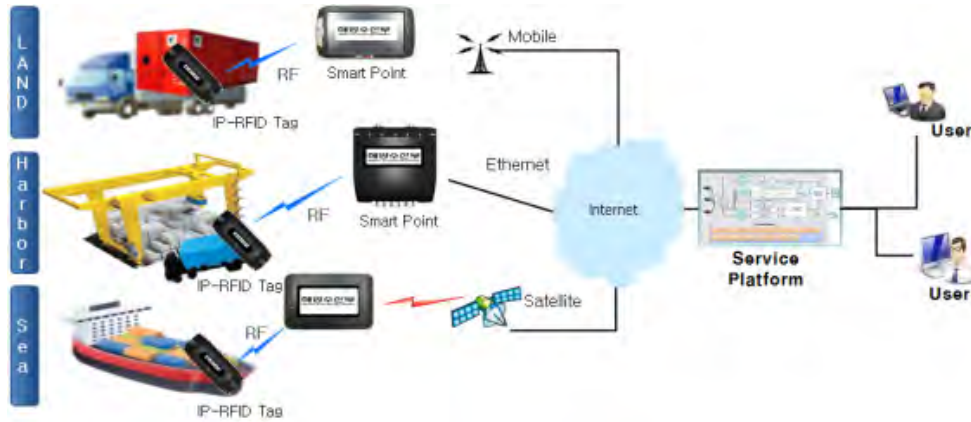 LAND
RF
Smart Point
Mobile
IP-RFID Tag
User
Harbor
RF
Smart Point
Ethernet
Internet
Service
Platform
IP-RFID Tag
User
Sea
RF
Satellite
IP-RFID Tag